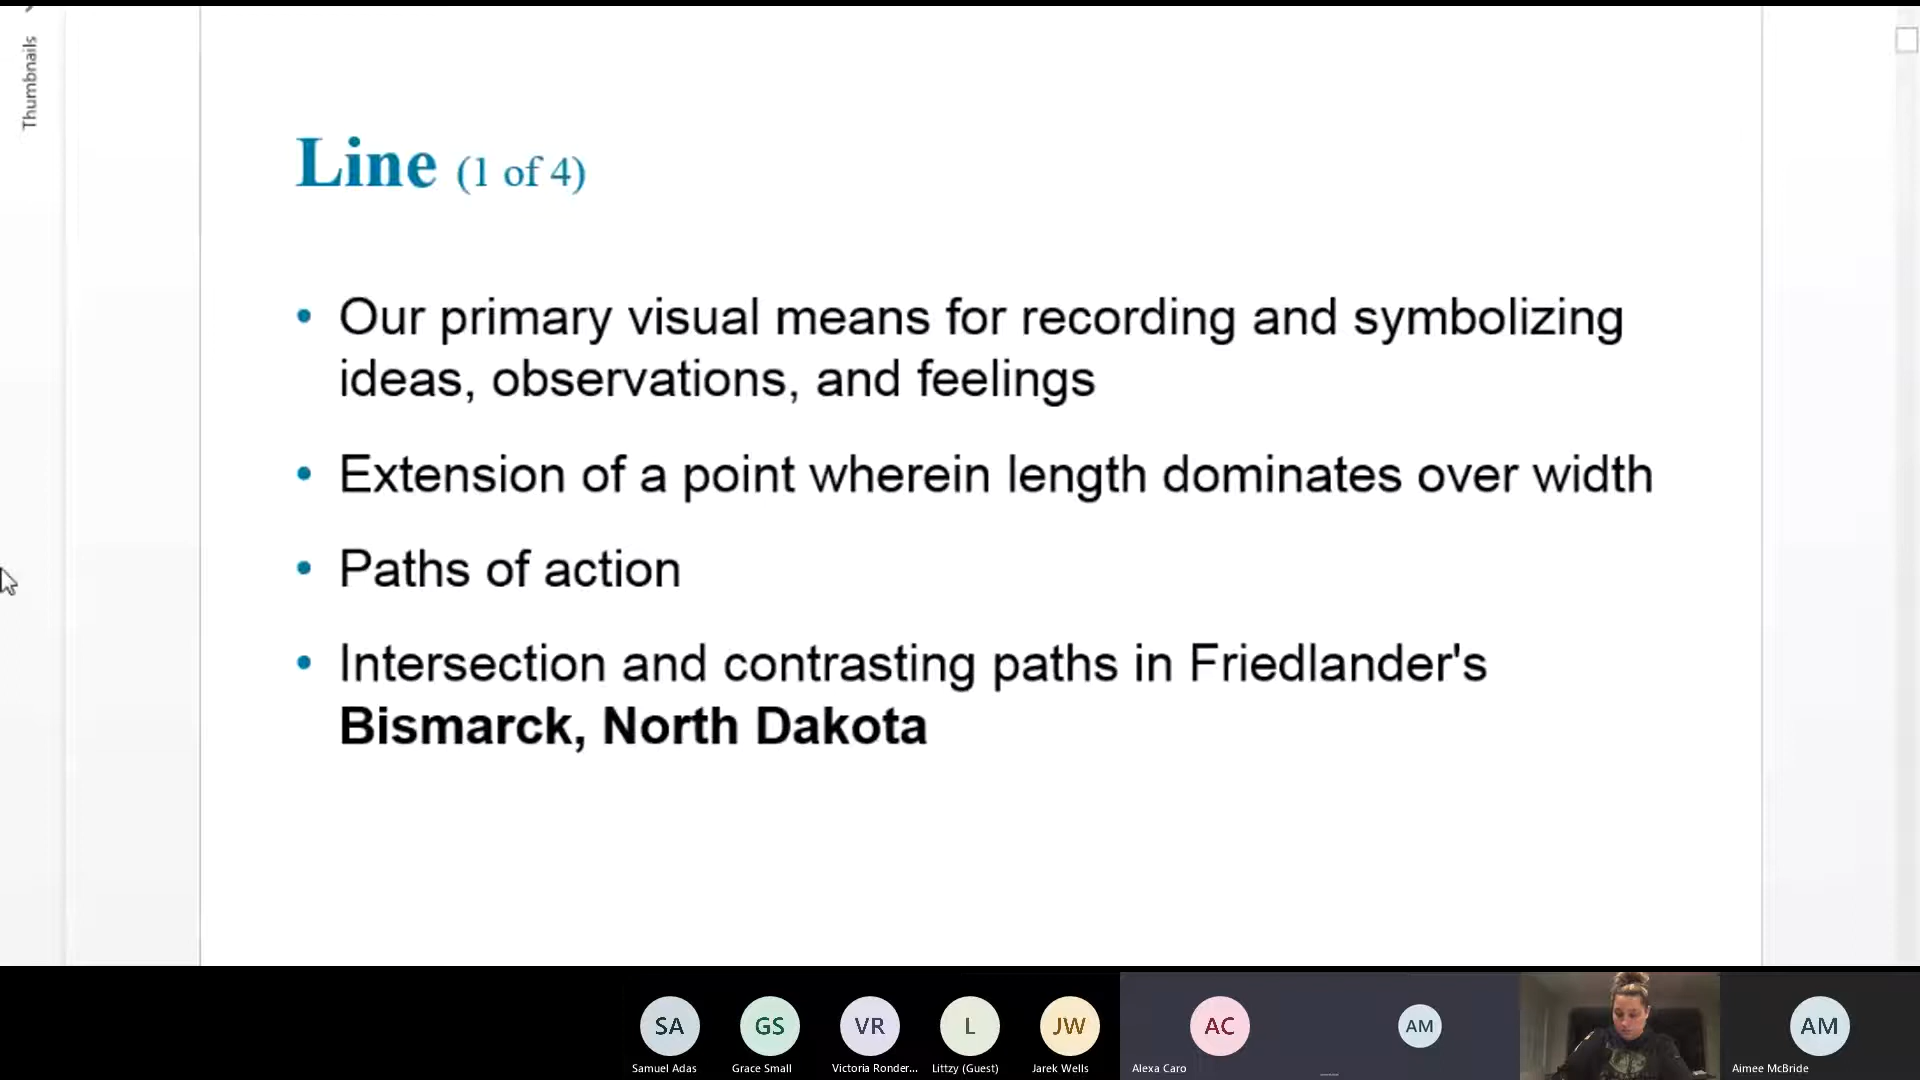 Thumbnails
Line (1 of 4)
• Our primary visual means for recording and symbolizing
ideas, observations, and feelings
• Extension of a point wherein length dominates over width
• Paths of action
• Intersection and contrasting paths in Friedlander's
Bismarck, North Dakota
SA GS VR L JW AC AM AM
Samuel Adas Grace Small Victoria Ronder... Littzy (Guest) Jarek Wells Alexa Caro Aimee McBride